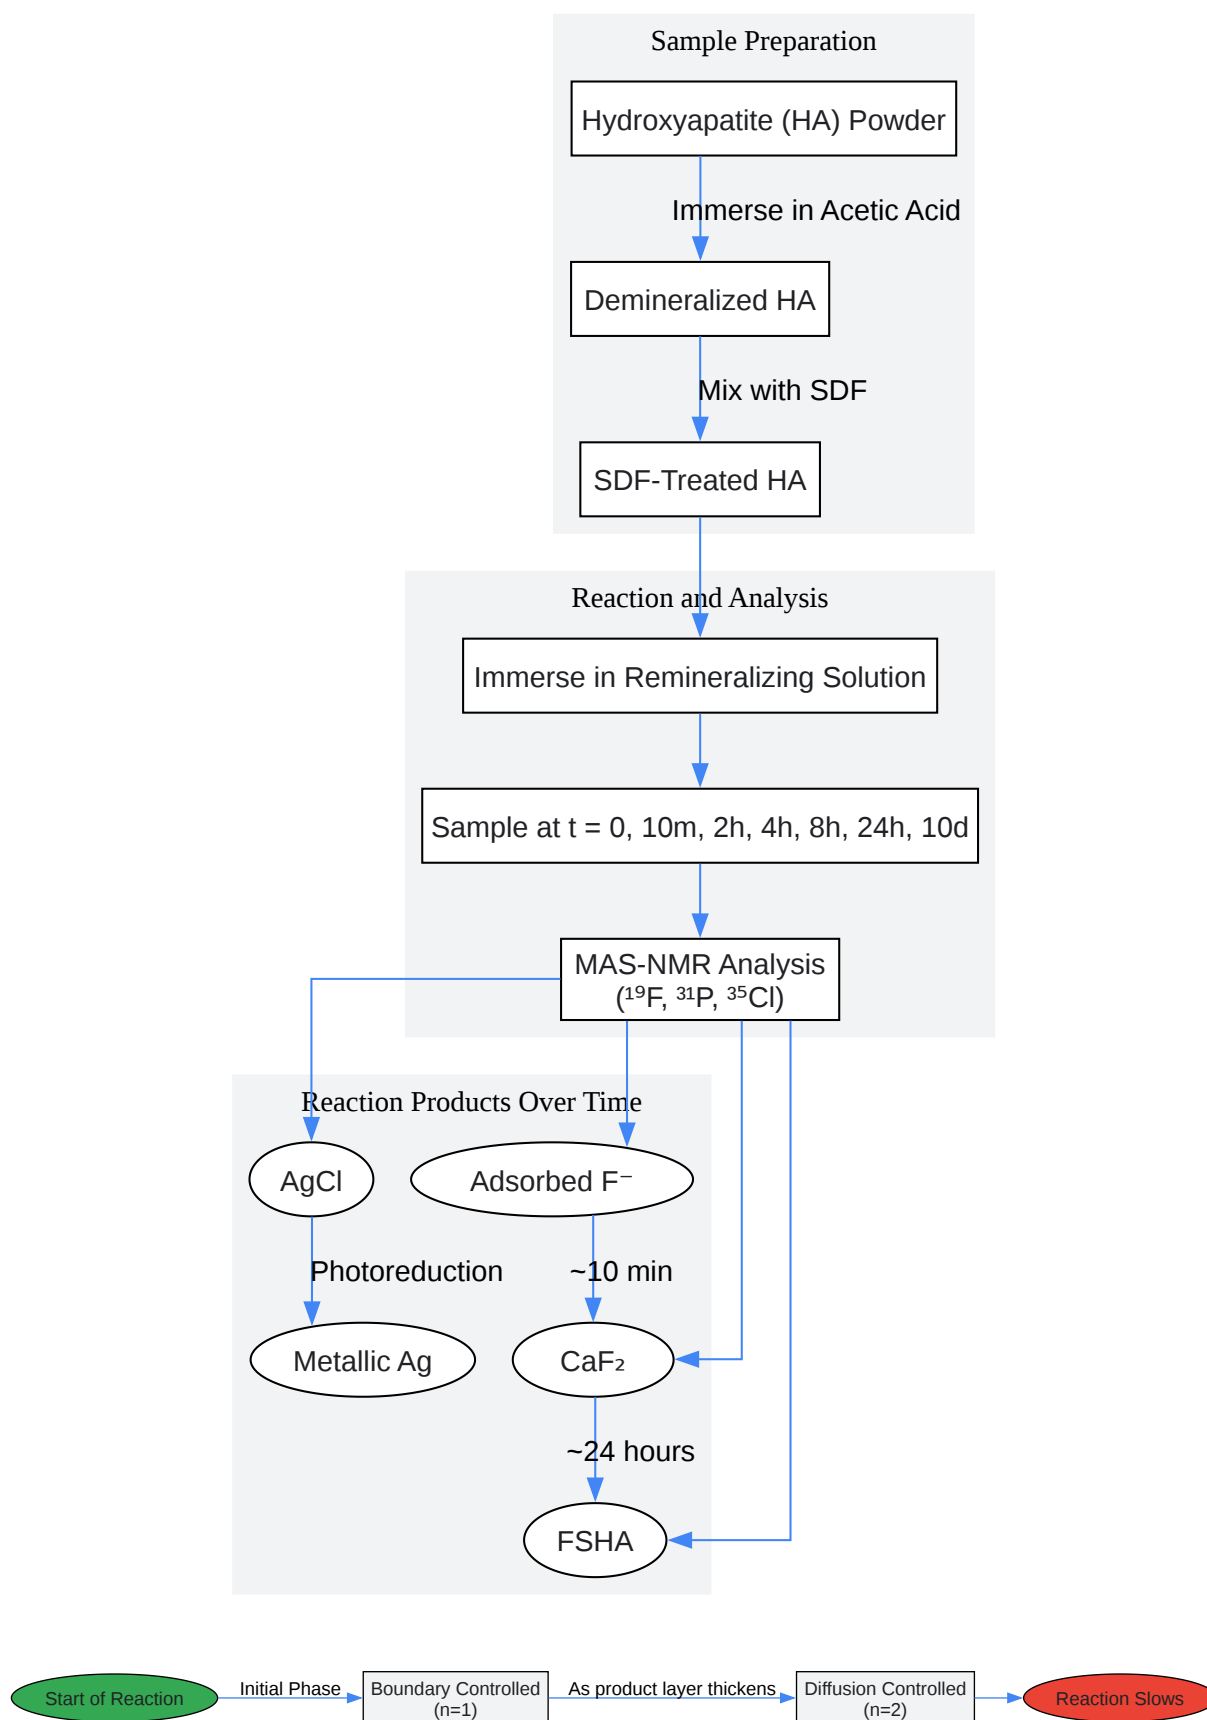 Sample Preparation
Hydroxyapatite (HA) Powder
Immerse in Acetic Acid
Demineralized HA
Mix with SDF
SDF-Treated HA
Reaction and Analysis
Immerse in Remineralizing Solution
Sample at t = 0, 10m, 2h, 4h, 8h, 24h, 10d
MAS-NMR Analysis
(¹⁹F, ³¹P, ³⁵Cl)
Reaction Products Over Time
AgCl
Adsorbed F⁻
Photoreduction
~10 min
Metallic Ag
CaF₂
~24 hours
FSHA
Start of Reaction
Initial Phase
Boundary Controlled
(n=1)
As product layer thickens
Diffusion Controlled
(n=2)
Reaction Slows